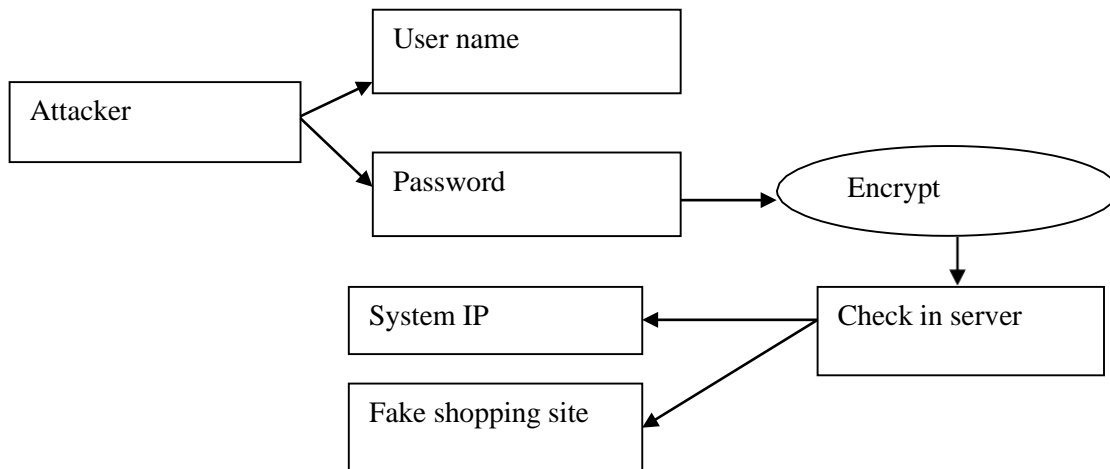 User name
Attacker
Password
Encrypt
System IP
Check in server
Fake shopping site